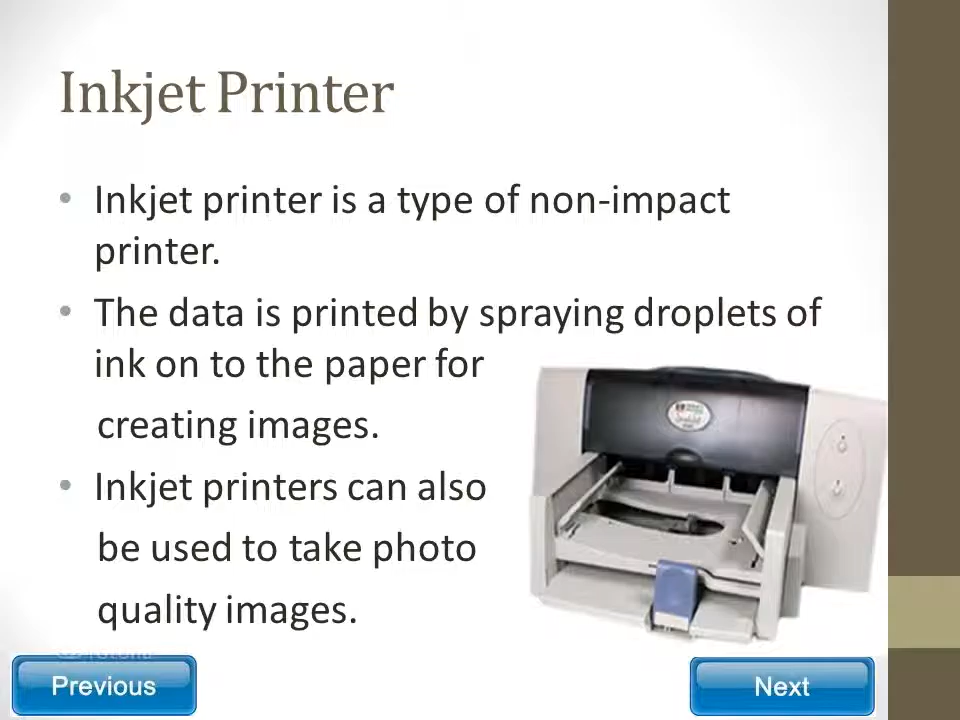 Inkjet Printer
• Inkjet printer is a type of non-impact
printer.
• The data is printed by spraying droplets of
ink on to the paper for
creating images.
• Inkjet printers can also
be used to take photo
quality images.
Previous
Next